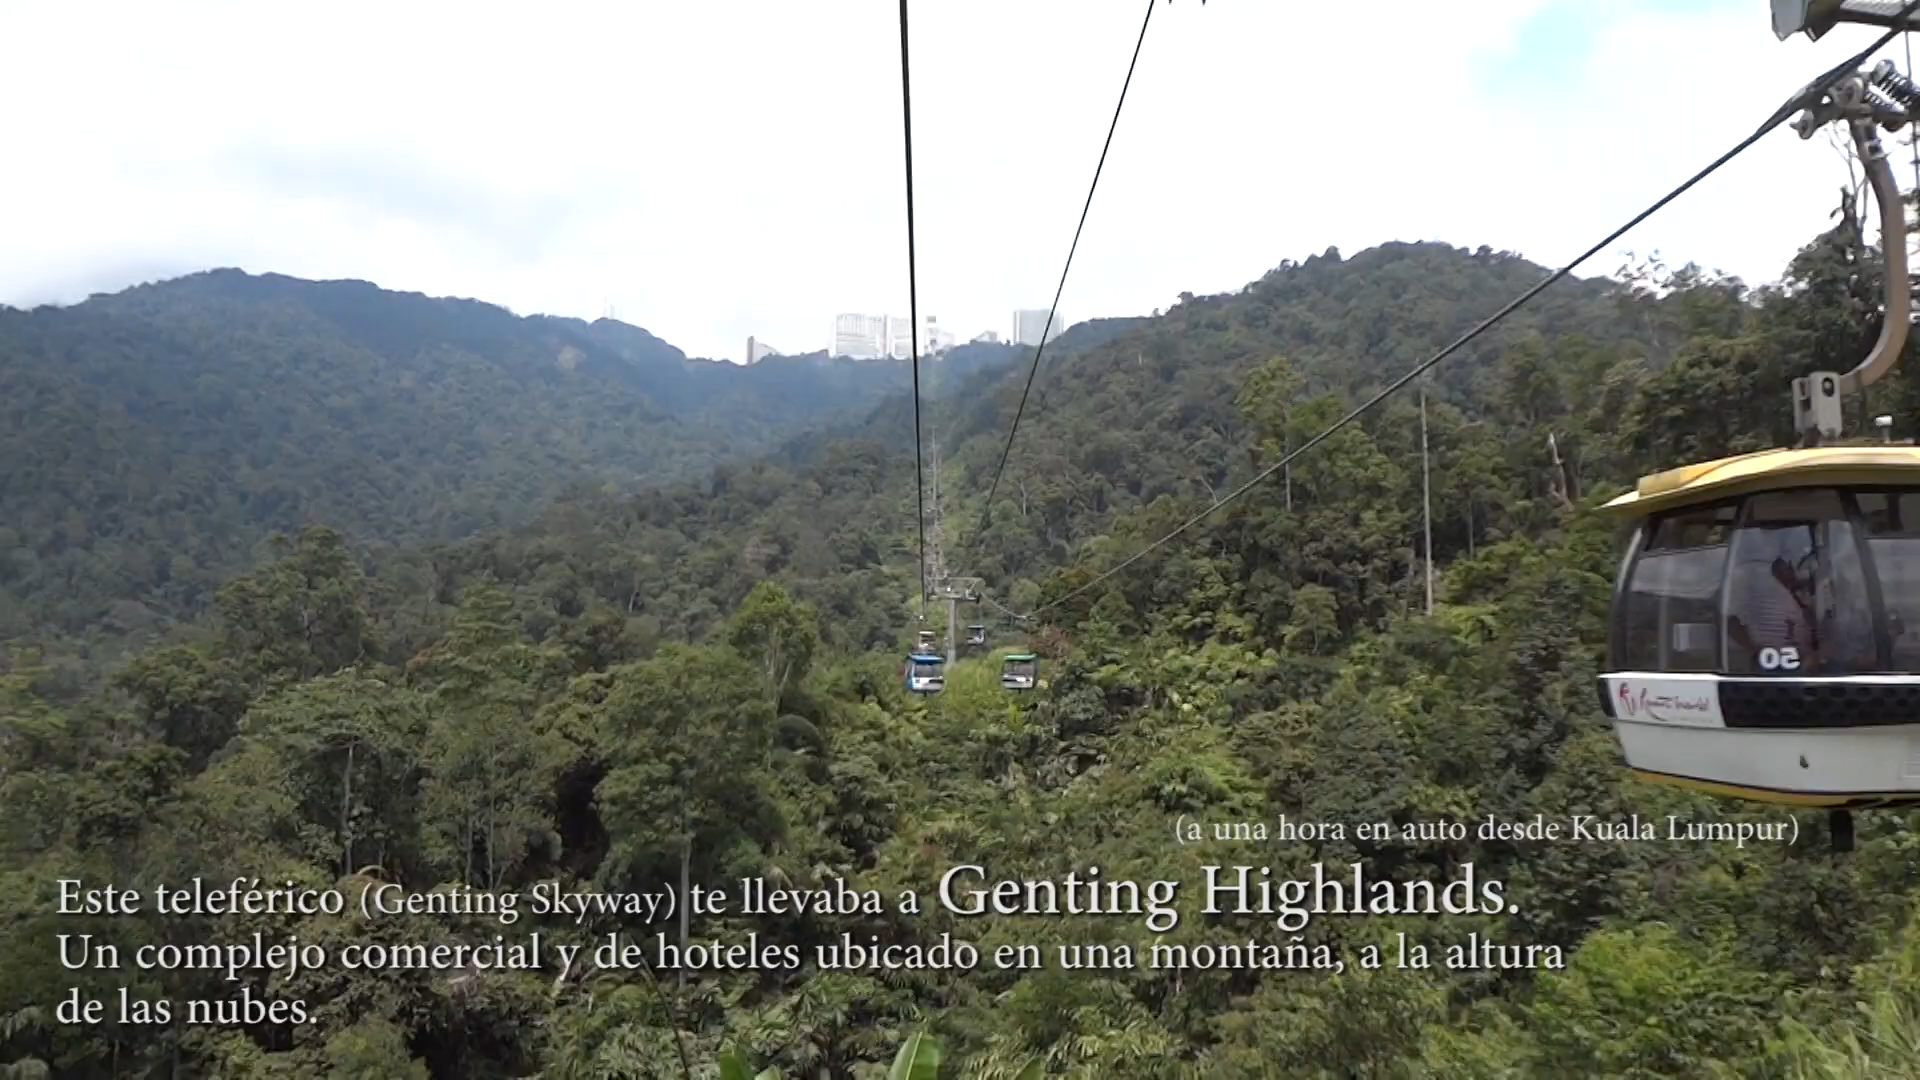 (a una hora en auto desde Kuala Lumpur)
Este teleférico (Genting Skyway) te llevaba a Genting Highlands.
Un complejo comercial y de hoteles ubicado en una montaña, a la altura
de las nubes.
50